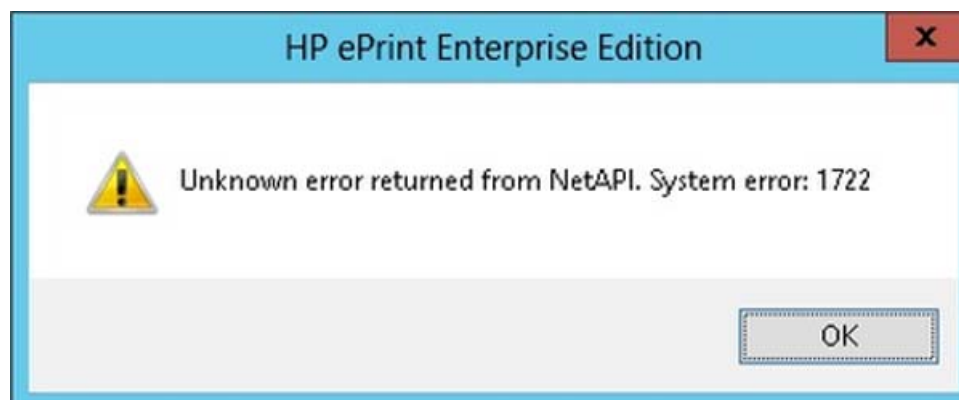 HP ePrint Enterprise Edition
x
Unknown error returned from NetAPI. System error: 1722
OK